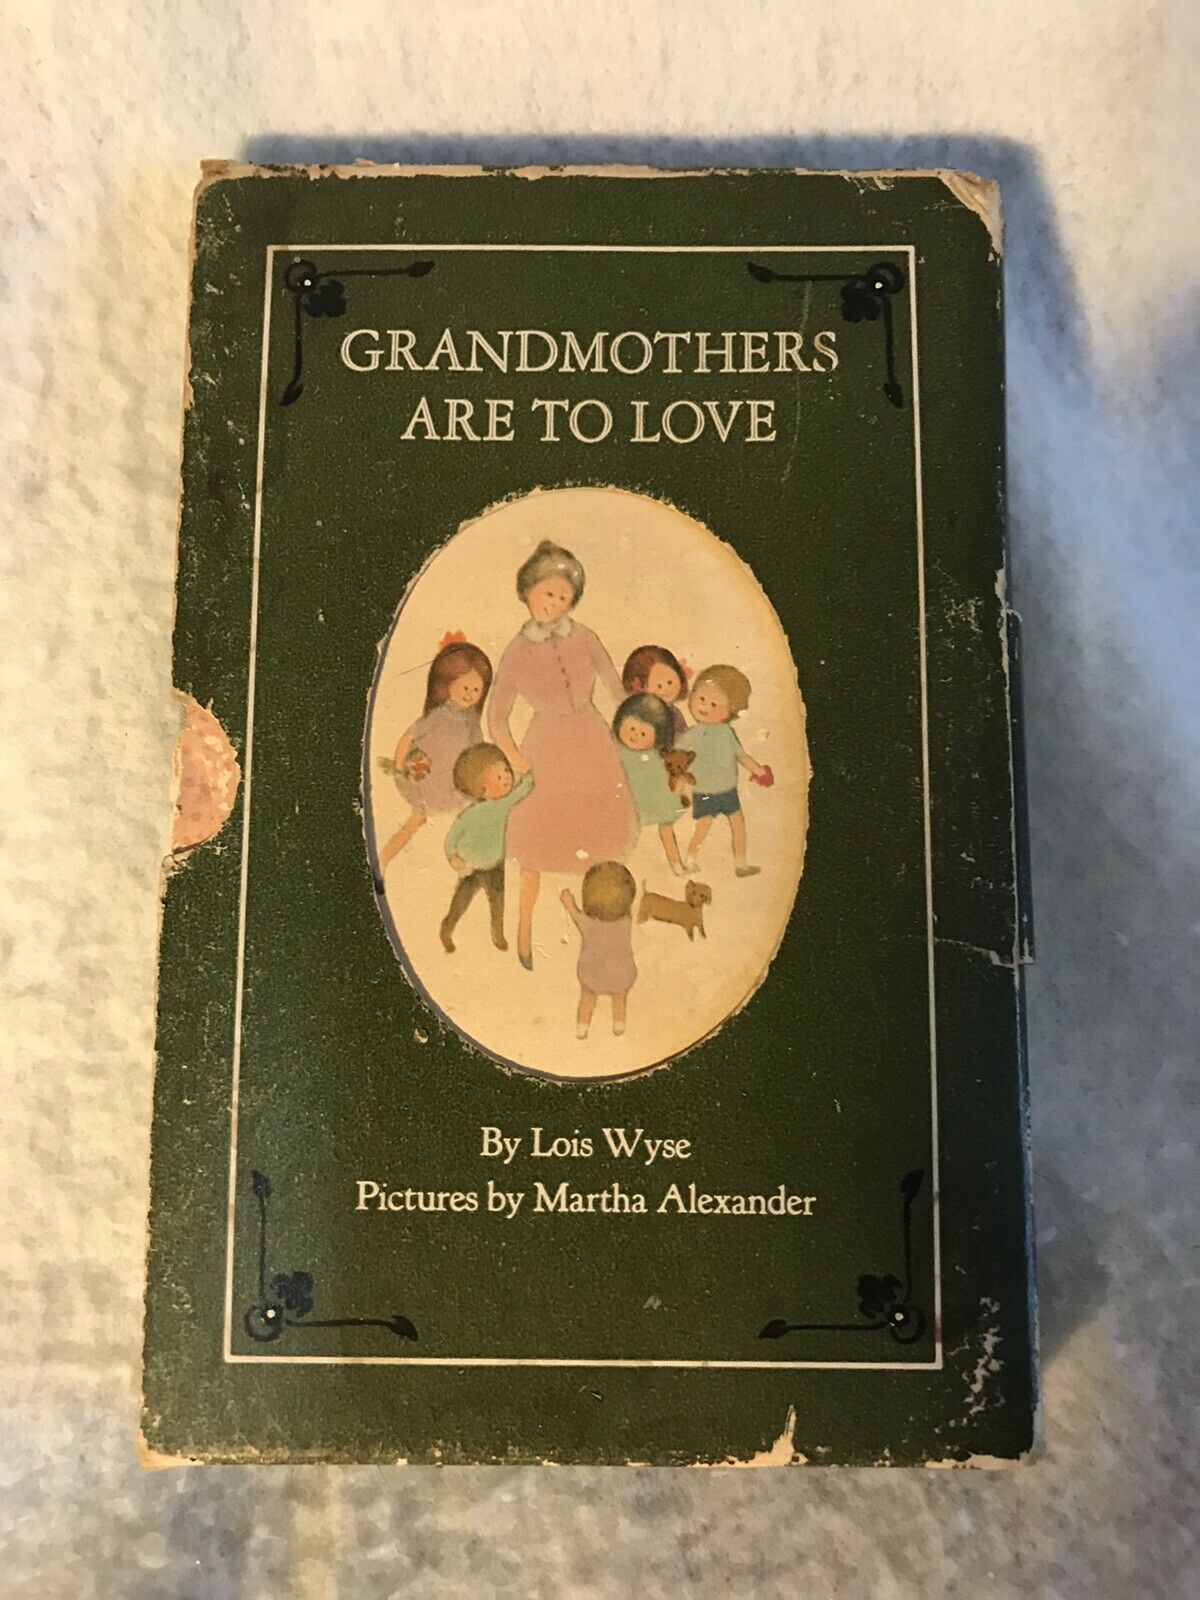 GRANDMOTHERS
ARE TO LOVE
By Lois Wyse
Pictures by Martha Alexander